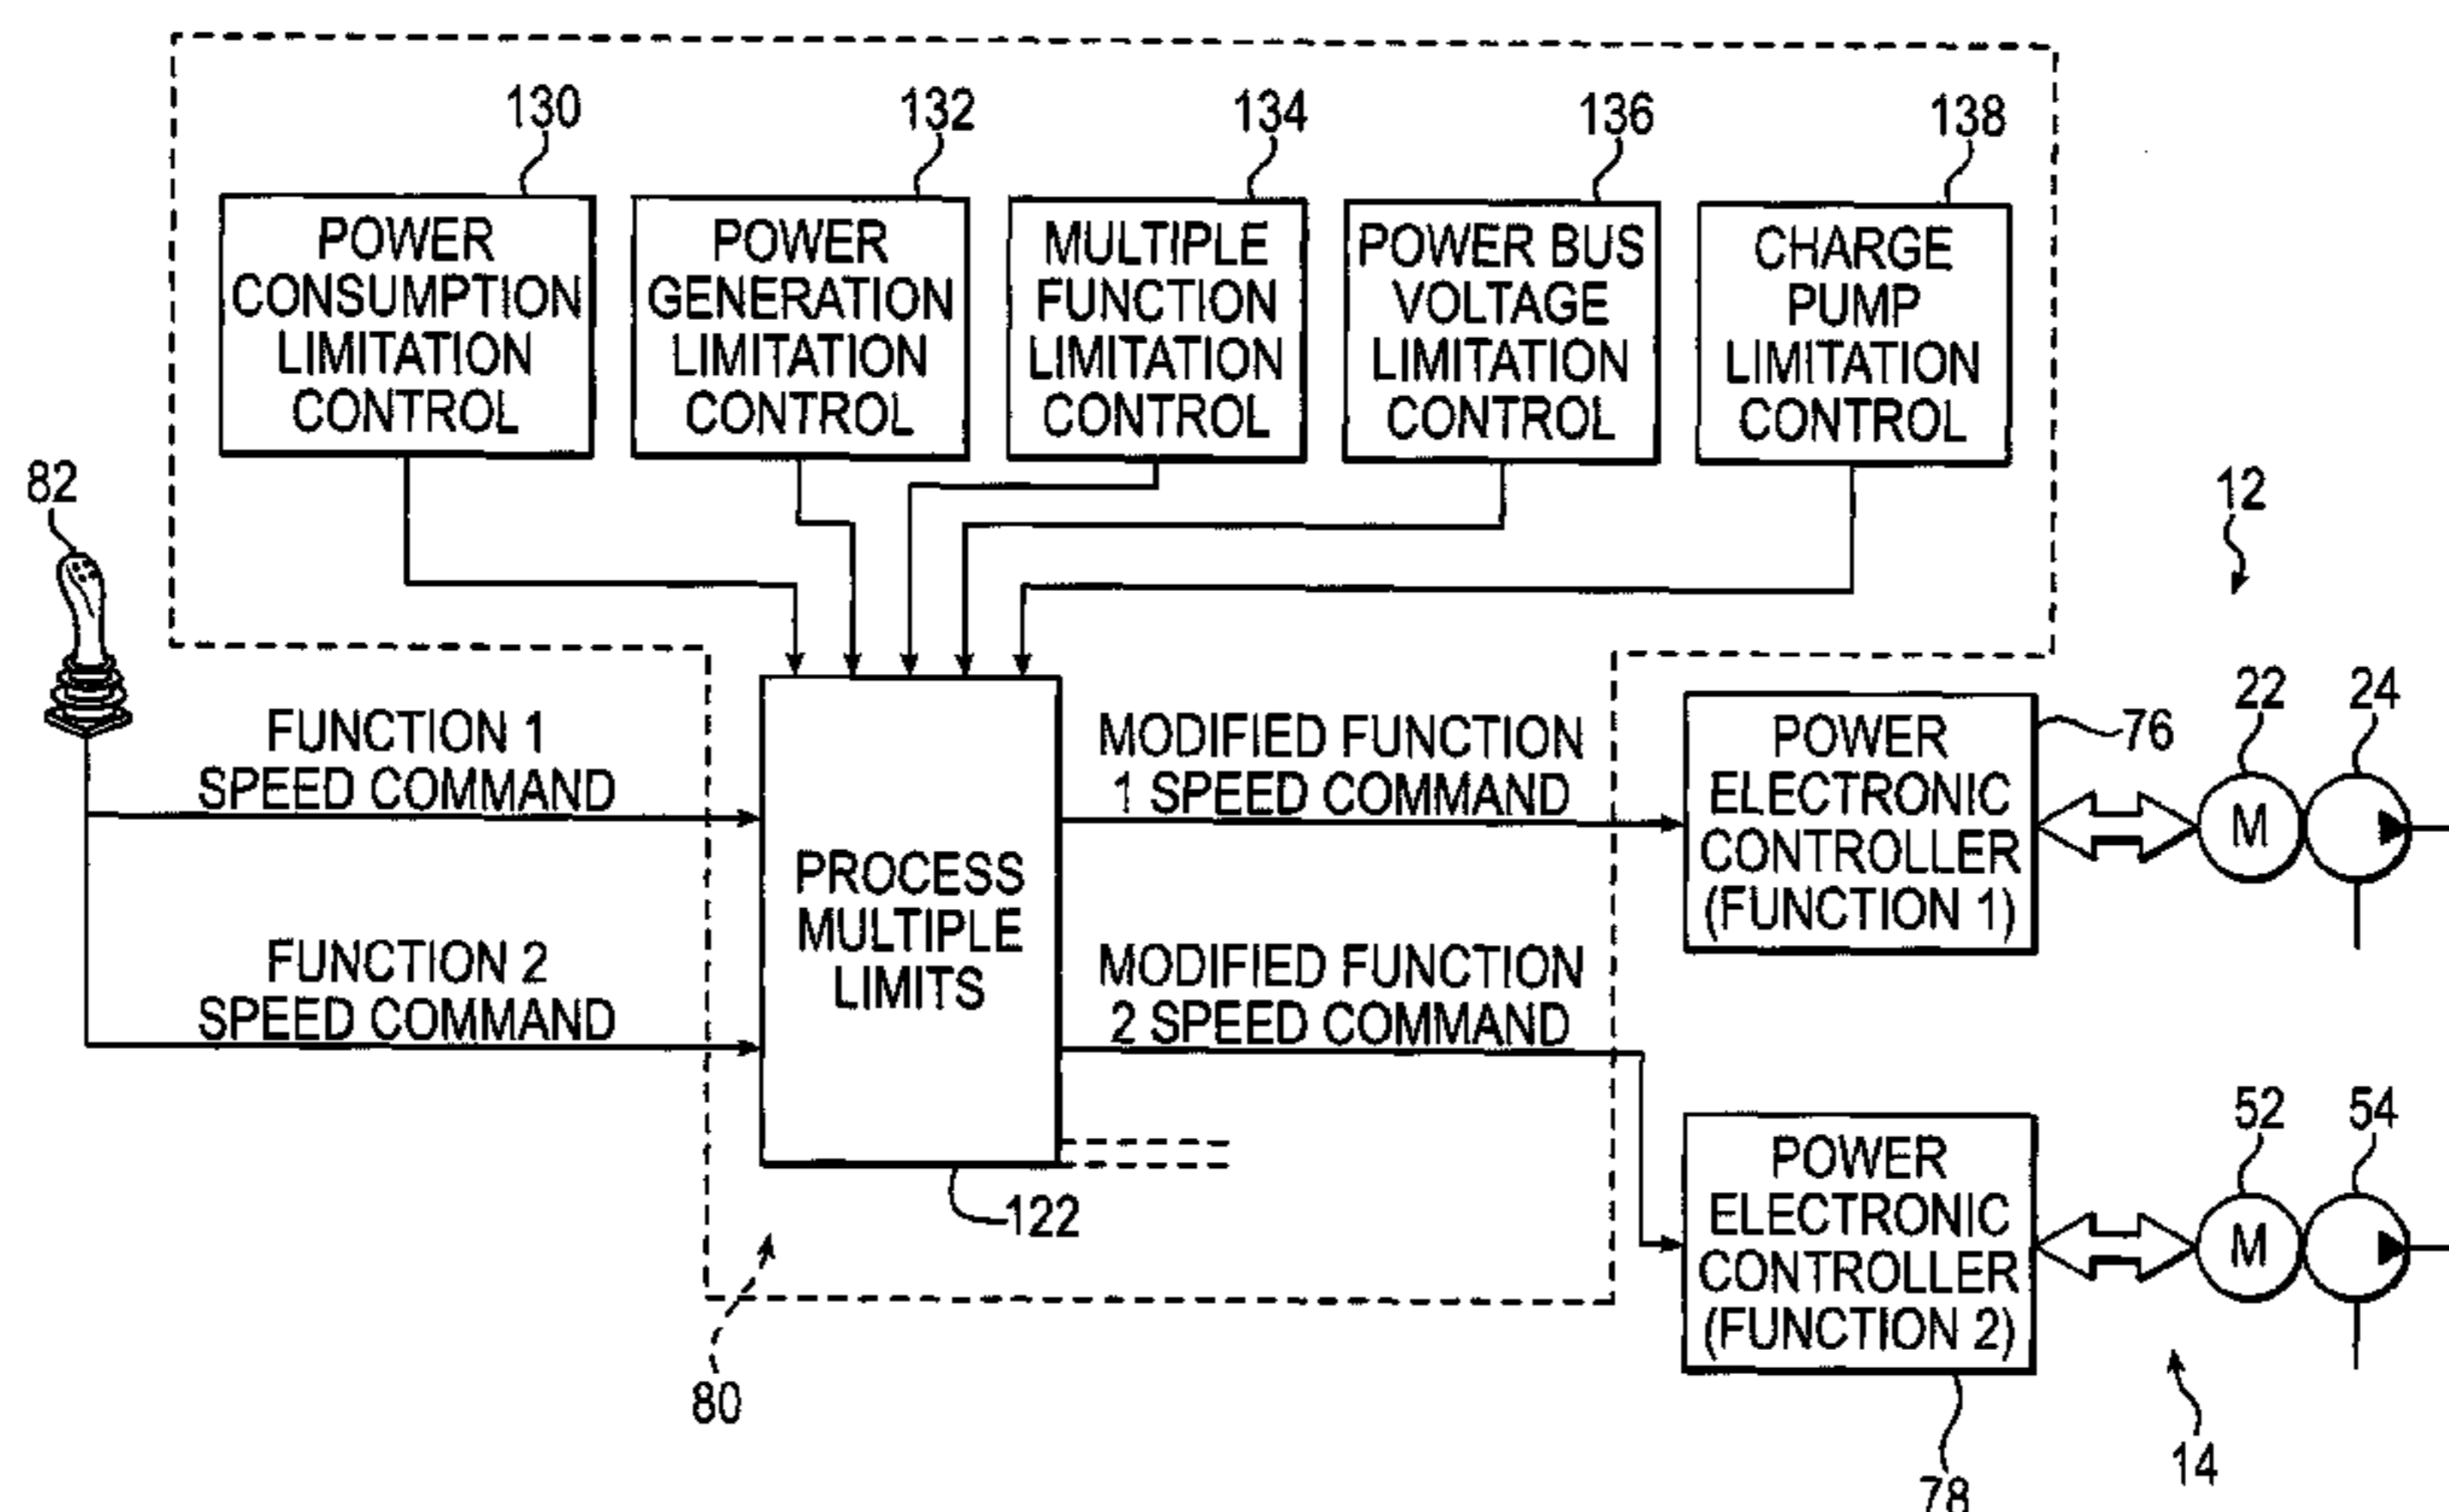 130
132
134
136
138
POWER
CONSUMPTION
LIMITATION
CONTROL
POWER
GENERATION
LIMITATION
CONTROL
MULTIPLE
FUNCTION
LIMITATION
CONTROL
POWER BUS
VOLTAGE
LIMITATION
CONTROL
CHARGE
PUMP
LIMITATION
CONTROL
82
12
FUNCTION 1
SPEED COMMAND
FUNCTION 2
SPEED COMMAND
PROCESS
MULTIPLE
LIMITS
122
80
MODIFIED FUNCTION
1 SPEED COMMAND
MODIFIED FUNCTION
2 SPEED COMMAND
POWER
ELECTRONIC
CONTROLLER
(FUNCTION 1)
76
22
24
M
POWER
ELECTRONIC
CONTROLLER
(FUNCTION 2)
78
52
54
M
14